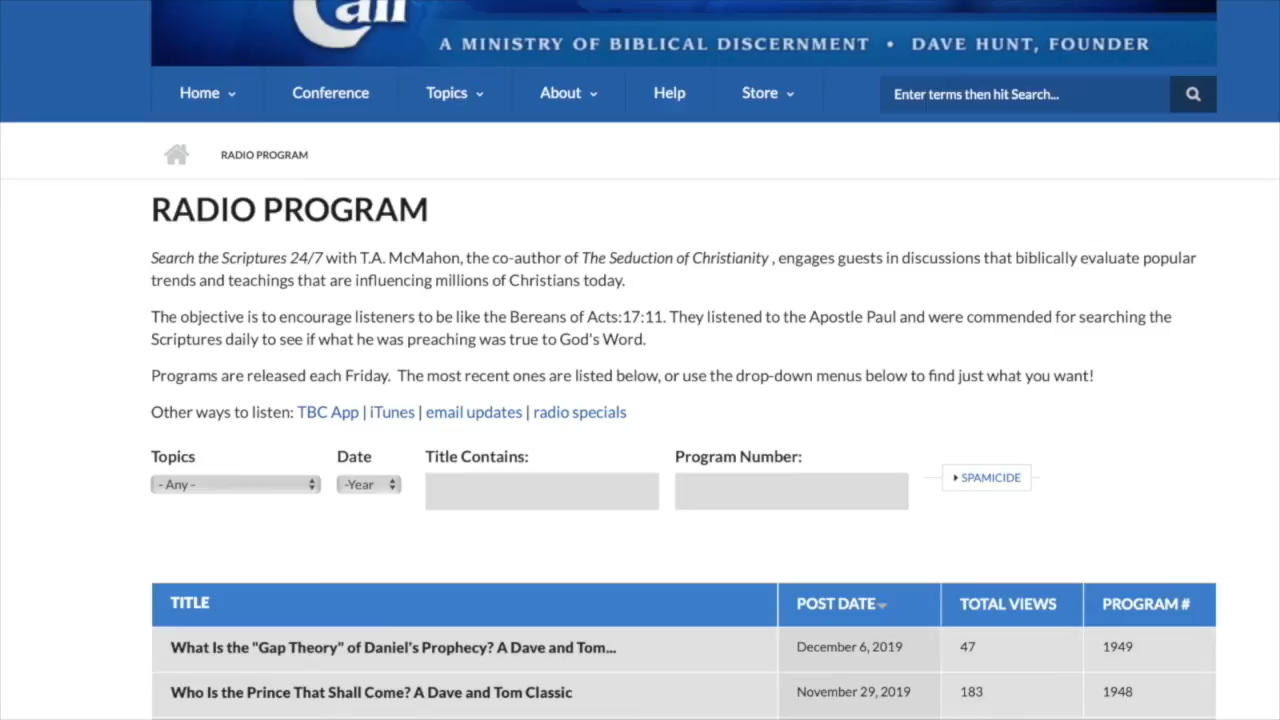 Call
A MINISTRY OF BIBLICAL DISCERNMENT • DAVE HUNT, FOUNDER
Home Conference Topics About Help Store Enter terms then hit Search...
RADIO PROGRAM
RADIO PROGRAM
Search the Scriptures 24/7 with T.A. McMahon, the co-author of The Seduction of Christianity , engages guests in discussions that biblically evaluate popular
trends and teachings that are influencing millions of Christians today.
The objective is to encourage listeners to be like the Bereans of Acts:17:11. They listened to the Apostle Paul and were commended for searching the
Scriptures daily to see if what he was preaching was true to God's Word.
Programs are released each Friday. The most recent ones are listed below, or use the drop-down menus below to find just what you want!
Other ways to listen: TBC App | iTunes | email updates | radio specials
Topics Date Title Contains: Program Number:
- Any - -Year SPAMICIDE
TITLE POST DATE TOTAL VIEWS PROGRAM #
What Is the "Gap Theory" of Daniel's Prophecy? A Dave and Tom... December 6, 2019 47 1949
Who Is the Prince That Shall Come? A Dave and Tom Classic November 29, 2019 183 1948